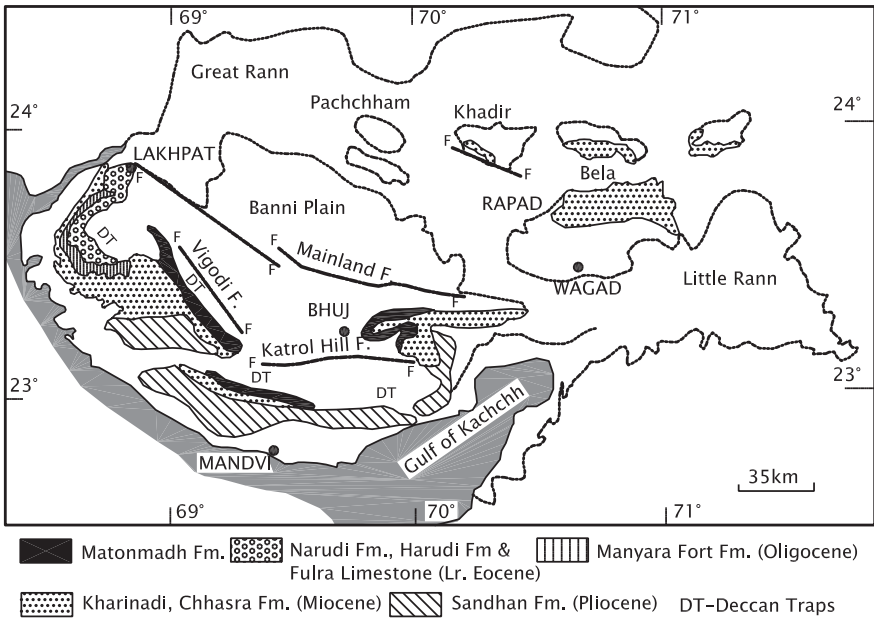 69°
70°
71°
Great Rann
Pachchham
Khadir
24°
24°
F
LAKHPAT
F
F
Bela
RAPAD
Banni Plain
DT
F
F
Mainland F
Vigodi F.
DT
Little Rann
WAGAD
F
BHUJ
F
Katrol Hill F.
F
F
DT
DT
23°
23°
Gulf of Kachchh
MANDVI
35km
69°
70°
71°
Matonmadh Fm.
Narudi Fm., Harudi Fm &
Fulra Limestone (Lr. Eocene)
Manyara Fort Fm. (Oligocene)
Kharinadi, Chhasra Fm. (Miocene)
Sandhan Fm. (Pliocene)
DT-Deccan Traps